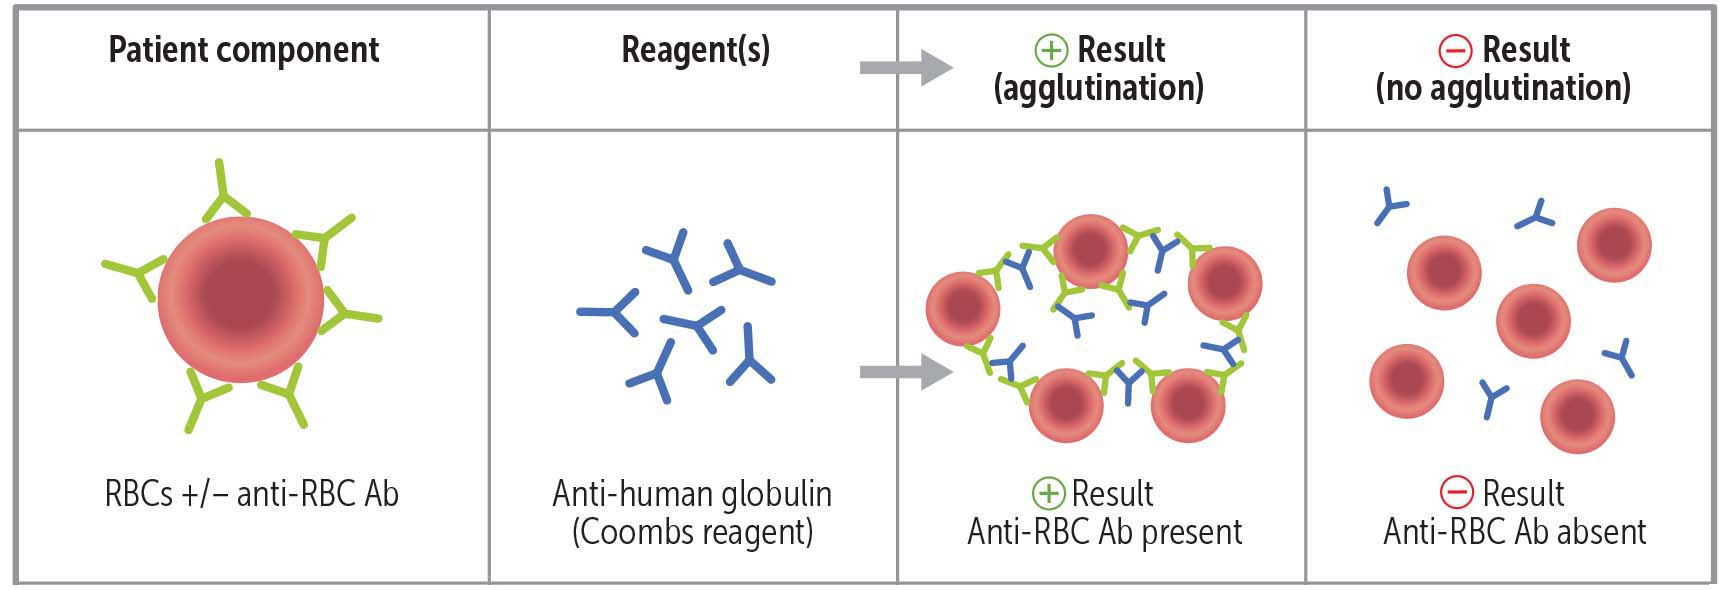 Patient component
Reagent(s)
⊕ Result
(agglutination)
⊖ Result
(no agglutination)
RBCs +/– anti-RBC Ab
Anti-human globulin
(Coombs reagent)
⊕ Result
Anti-RBC Ab present
⊖ Result
Anti-RBC Ab absent